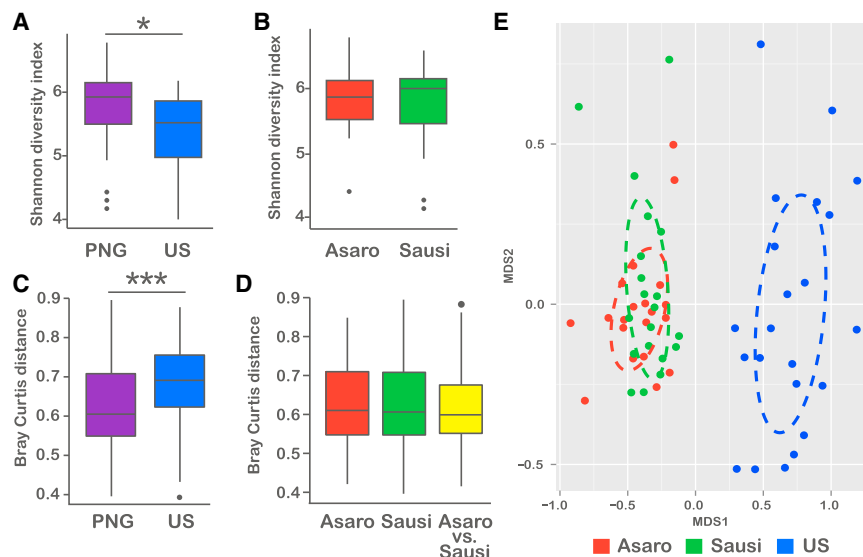 A
*
Shannon diversity index
6
5
4
PNG US
B
Shannon diversity index
6
5
4
Asaro Sausi
C
***
Bray Curtis distance
0.9
0.8
0.7
0.6
0.5
0.4
PNG US
D
Bray Curtis distance
0.9
0.8
0.7
0.6
0.5
0.4
Asaro Sausi Asaro
vs.
Sausi
E
MDS2
0.5
0.0
−0.5
−1.0 −0.5 0.0 0.5 1.0
MDS1
Asaro Sausi US